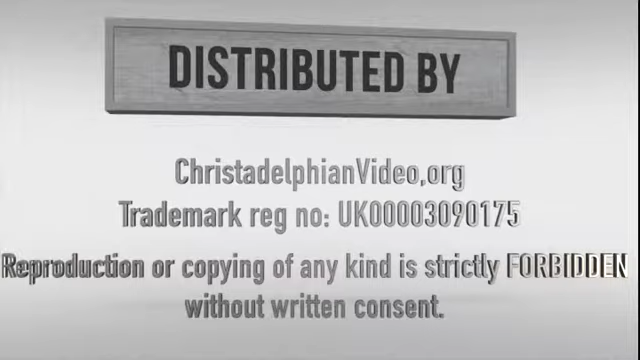 DISTRIBUTED BY
ChristadelphianVideo.org
Trademark reg no: UK00003090175
Reproduction or copying of any kind is strictly FORBIDDEN
without written consent.